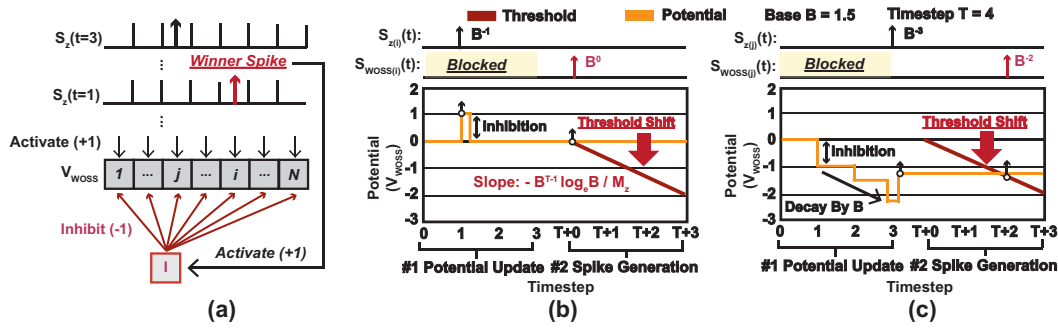 S_z(t=3)
Winner Spike
S_z(t=1)
Activate (+1)
V_WOSS
1 ... j ... i ... N
Inhibit (-1)
I
Activate (+1)
(a)
Threshold Potential Base B = 1.5 Timestep T = 4
S_z(i)(t): B^-1
S_WOSS(i)(t): Blocked B^0
Potential (V_WOSS)
2
1
0
-1
-2
-3
Inhibition
Threshold Shift
Slope: - B^T-1 log_e B / M_z
0 1 2 3 T+0 T+1 T+2 T+3
#1 Potential Update #2 Spike Generation
Timestep
(b)
S_z(j)(t): B^-3
S_WOSS(j)(t): Blocked B^-2
Potential (V_WOSS)
2
1
0
-1
-2
-3
Threshold Shift
Inhibition
Decay By B
0 1 2 3 T+0 T+1 T+2 T+3
#1 Potential Update #2 Spike Generation
Timestep
(c)